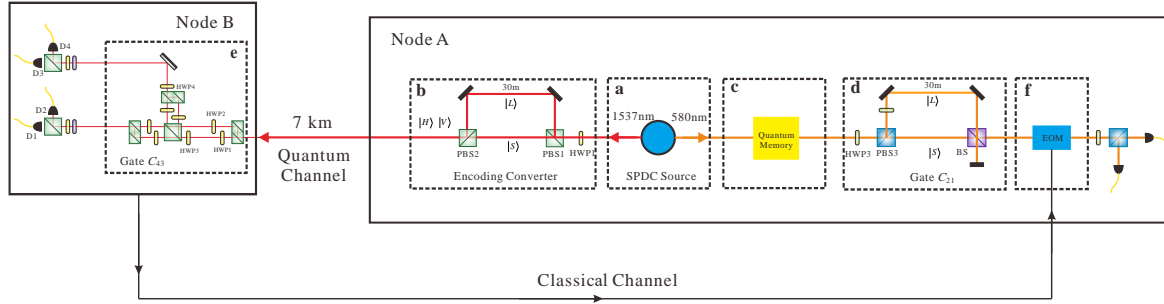 Node B
D4
D3
e
HWP4
D2
D1
HWP2
HWP3
HWP1
Gate C43
7 km
Quantum
Channel
Node A
b
30m
|L⟩
|H⟩ |V⟩
|S⟩
PBS2
PBS1
HWP1
Encoding Converter
a
1537nm
580nm
SPDC Source
c
Quantum
Memory
d
30m
|L⟩
|S⟩
HWP3
PBS3
BS
Gate C21
f
EOM
Classical Channel